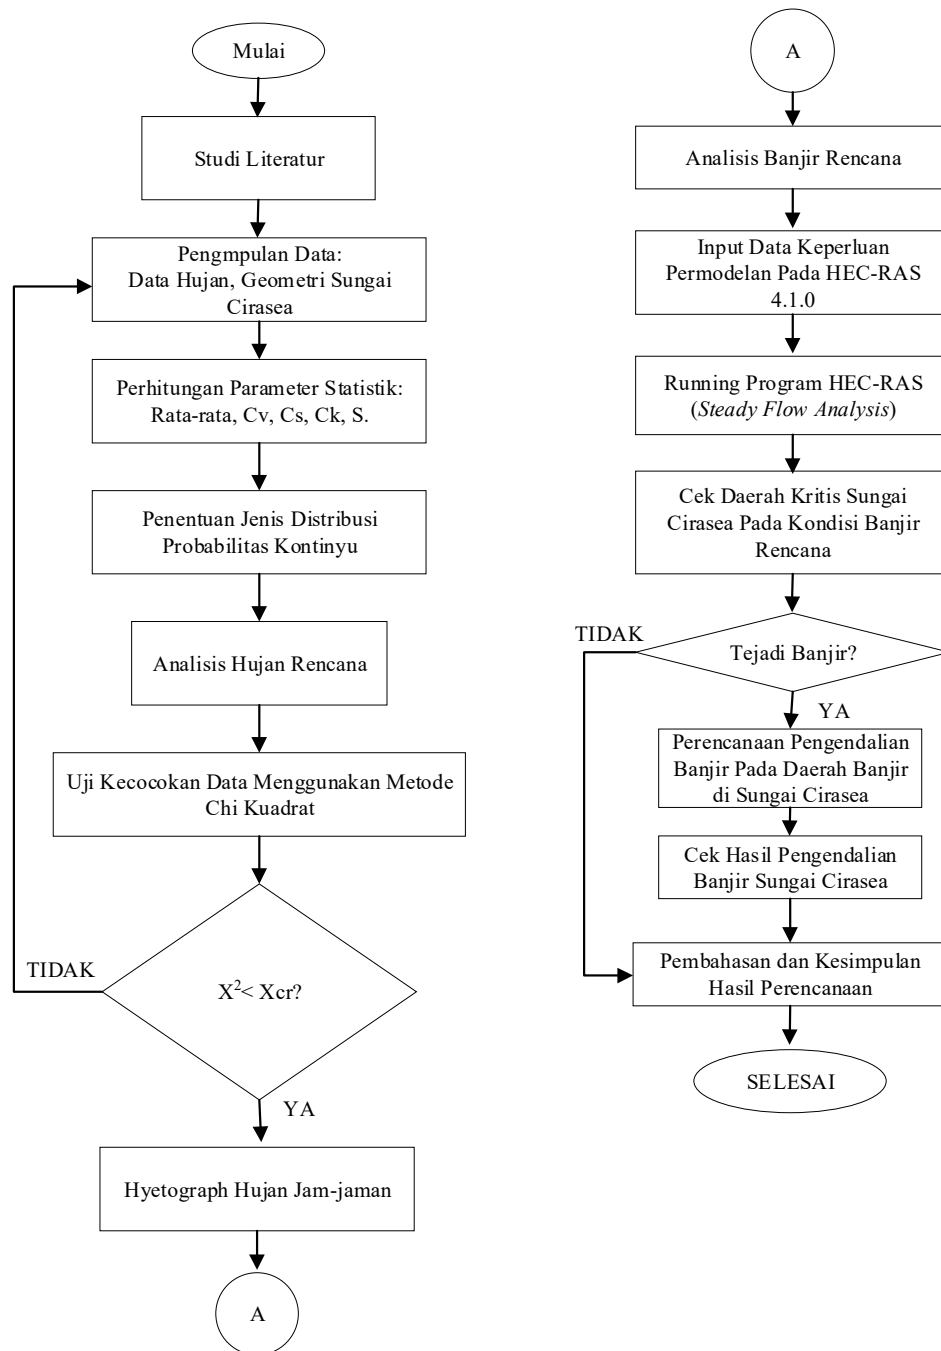 Mulai
Studi Literatur
Pengmpulan Data:
Data Hujan, Geometri Sungai
Cirasea
Perhitungan Parameter Statistik:
Rata-rata, Cv, Cs, Ck, S.
Penentuan Jenis Distribusi
Probabilitas Kontinyu
Analisis Hujan Rencana
Uji Kecocokan Data Menggunakan Metode
Chi Kuadrat
TIDAK
X²< Xcr?
YA
Hyetograph Hujan Jam-jaman
A
A
Analisis Banjir Rencana
Input Data Keperluan
Permodelan Pada HEC-RAS
4.1.0
Running Program HEC-RAS
(Steady Flow Analysis)
Cek Daerah Kritis Sungai
Cirasea Pada Kondisi Banjir
Rencana
TIDAK
Tejadi Banjir?
YA
Perencanaan Pengendalian
Banjir Pada Daerah Banjir
di Sungai Cirasea
Cek Hasil Pengendalian
Banjir Sungai Cirasea
Pembahasan dan Kesimpulan
Hasil Perencanaan
SELESAI